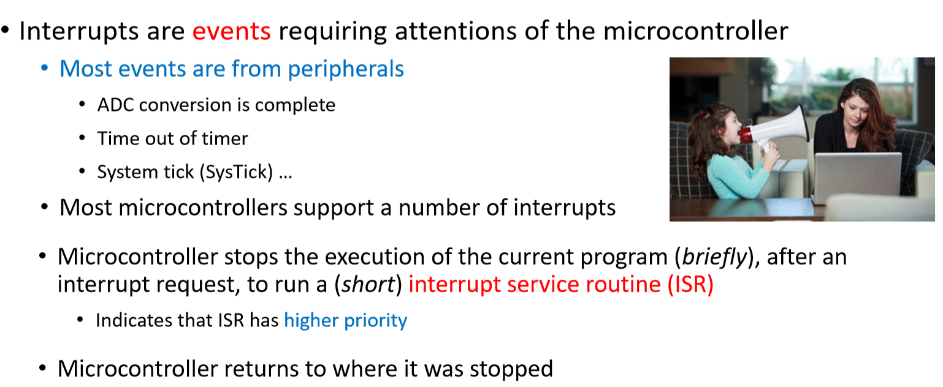 • Interrupts are events requiring attentions of the microcontroller
• Most events are from peripherals
• ADC conversion is complete
• Time out of timer
• System tick (SysTick) ...
• Most microcontrollers support a number of interrupts
• Microcontroller stops the execution of the current program (briefly), after an
interrupt request, to run a (short) interrupt service routine (ISR)
• Indicates that ISR has higher priority
• Microcontroller returns to where it was stopped